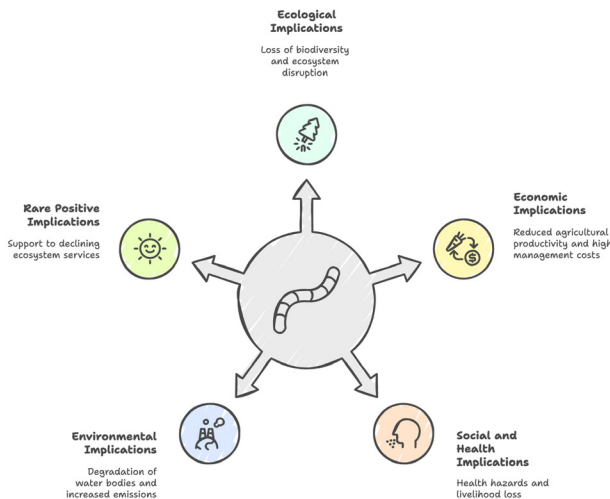 Ecological
Implications
Loss of biodiversity
and ecosystem
disruption
Rare Positive
Implications
Support to declining
ecosystem services
Economic
Implications
Reduced agricultural
productivity and high
management costs
$
Environmental
Implications
Degradation of
water bodies and
increased emissions
Social and
Health
Implications
Health hazards and
livelihood loss